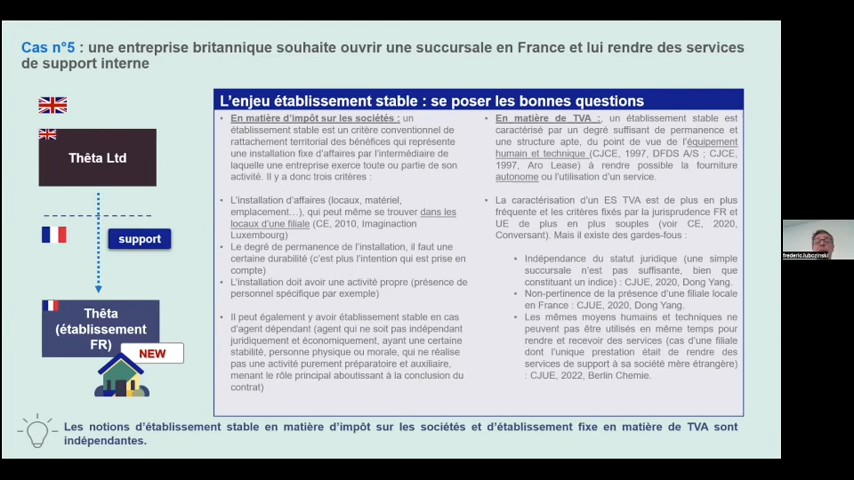 Cas n°5 : une entreprise britannique souhaite ouvrir une succursale en France et lui rendre des services
de support interne
Thêta Ltd
support
Thêta
(établissement
FR)
NEW
L'enjeu établissement stable : se poser les bonnes questions
• En matière d'impôt sur les sociétés : un
établissement stable est un critère conventionnel de
rattachement territorial des bénéfices qui représente
une installation fixe d'affaires par l'intermédiaire de
laquelle une entreprise exerce toute ou partie de son
activité. Il y a donc trois critères :
• L'installation d'affaires (locaux, matériel,
emplacement…), qui peut même se trouver dans les
locaux d'une filiale (CE, 2010, Imaginaction
Luxembourg)
• Le degré de permanence de l'installation, il faut une
certaine durabilité (c'est plus l'intention qui est prise en
compte)
• L'installation doit avoir une activité propre (présence de
personnel spécifique par exemple)
• Il peut également y avoir établissement stable en cas
d'agent dépendant (agent qui ne soit pas indépendant
juridiquement et économiquement, ayant une certaine
stabilité, personne physique ou morale, qui ne réalise
pas une activité purement préparatoire et auxiliaire,
menant le rôle principal aboutissant à la conclusion du
contrat)
• En matière de TVA :, un établissement stable est
caractérisé par un degré suffisant de permanence et
une structure apte, du point de vue de l'équipement
humain et technique (CJCE, 1997, DFDS A/S ; CJCE,
1997, Aro Lease) à rendre possible la fourniture
autonome ou l'utilisation d'un service.
• La caractérisation d'un ES TVA est de plus en plus
fréquente et les critères fixés par la jurisprudence FR et
UE de plus en plus souples (voir CE, 2020,
Conversant). Mais il existe des gardes-fous :
• Indépendance du statut juridique (une simple
succursale n'est pas suffisante, bien que
constituant un indice) : CJUE, 2020, Dong Yang.
• Non-pertinence de la présence d'une filiale locale
en France : CJUE, 2020, Dong Yang.
• Les mêmes moyens humains et techniques ne
peuvent pas être utilisés en même temps pour
rendre et recevoir des services (cas d'une filiale
dont l'unique prestation était de rendre des
services de support à sa société mère étrangère)
: CJUE, 2022, Berlin Chemie.
Les notions d'établissement stable en matière d'impôt sur les sociétés et d'établissement fixe en matière de TVA sont
indépendantes.
frederic.lubczinski